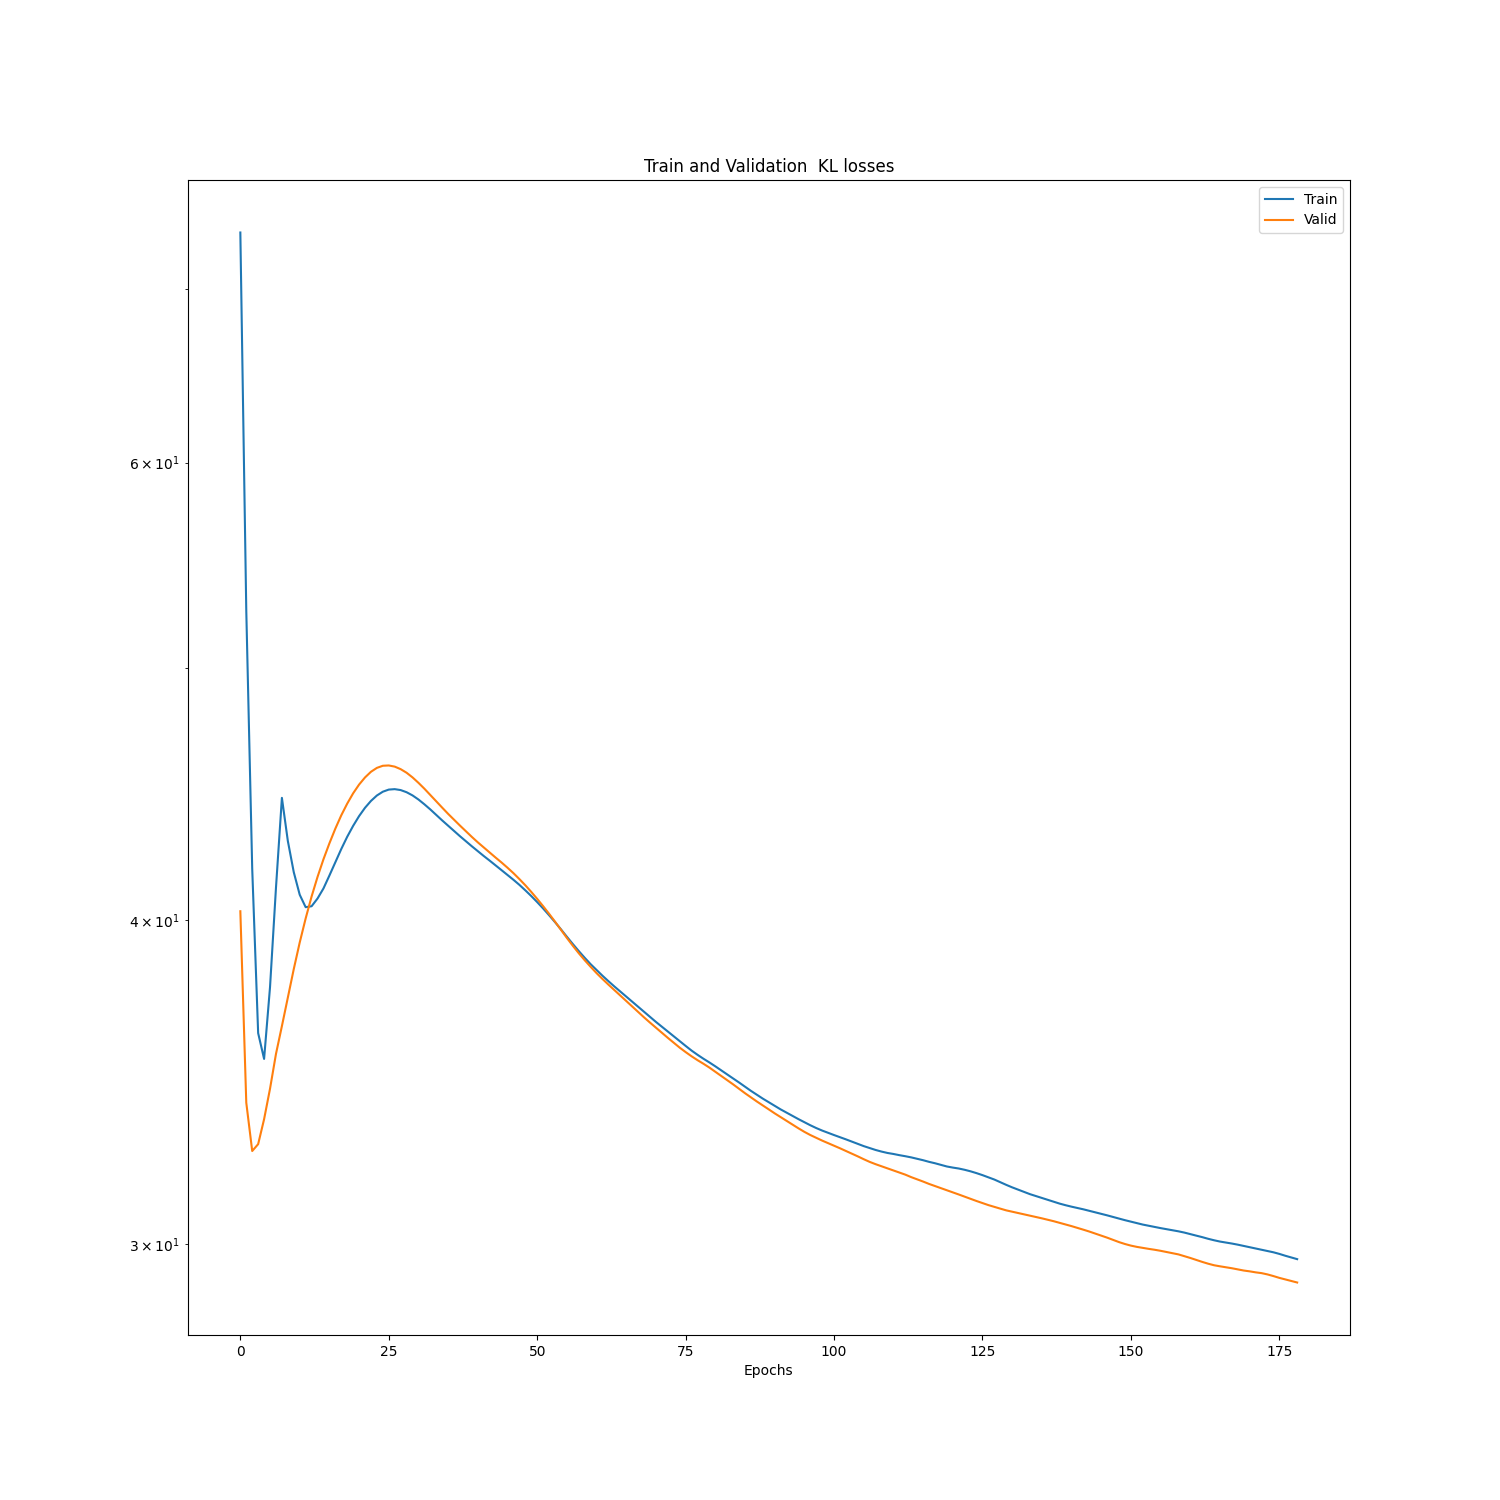 Train and Validation  KL losses
Train
Valid
6 × 10¹
4 × 10¹
3 × 10¹
0 25 50 75 100 125 150 175
Epochs